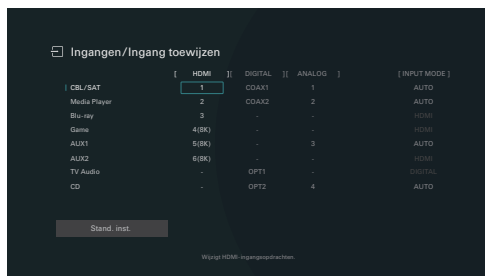 Ingangen/Ingang toewijzen
[ HDMI ][ DIGITAL ][ ANALOG ] [ INPUT MODE ]
CBL/SAT 1 COAX1 1 AUTO
Media Player 2 COAX2 2 AUTO
Blu-ray 3 - - HDMI
Game 4(8K) - - HDMI
AUX1 5(8K) - 3 AUTO
AUX2 6(8K) - - HDMI
TV Audio - OPT1 - DIGITAL
CD - OPT2 4 AUTO
Stand. inst.
Wijzigt HDMI-ingangsopdrachten.